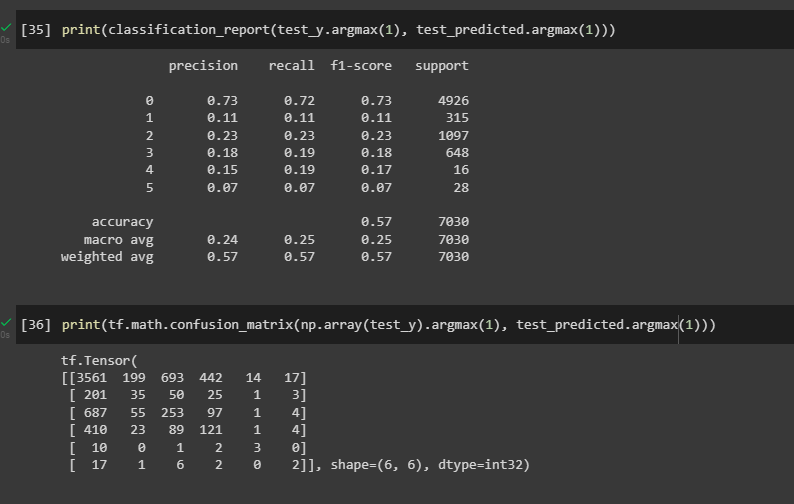 [35] print(classification_report(test_y.argmax(1), test_predicted.argmax(1)))
0s
precision recall f1-score support
0 0.73 0.72 0.73 4926
1 0.11 0.11 0.11 315
2 0.23 0.23 0.23 1097
3 0.18 0.19 0.18 648
4 0.15 0.19 0.17 16
5 0.07 0.07 0.07 28
accuracy 0.57 7030
macro avg 0.24 0.25 0.25 7030
weighted avg 0.57 0.57 0.57 7030
[36] print(tf.math.confusion_matrix(np.array(test_y).argmax(1), test_predicted.argmax(1)))
0s
tf.Tensor(
[[3561 199 693 442 14 17]
[ 201 35 50 25 1 3]
[ 687 55 253 97 1 4]
[ 410 23 89 121 1 4]
[ 10 0 1 2 3 0]
[ 17 1 6 2 0 2]], shape=(6, 6), dtype=int32)